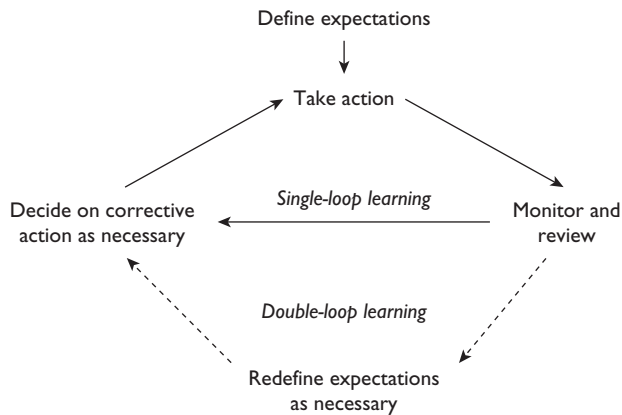 Define expectations
Take action
Single-loop learning
Decide on corrective
action as necessary
Monitor and
review
Double-loop learning
Redefine expectations
as necessary